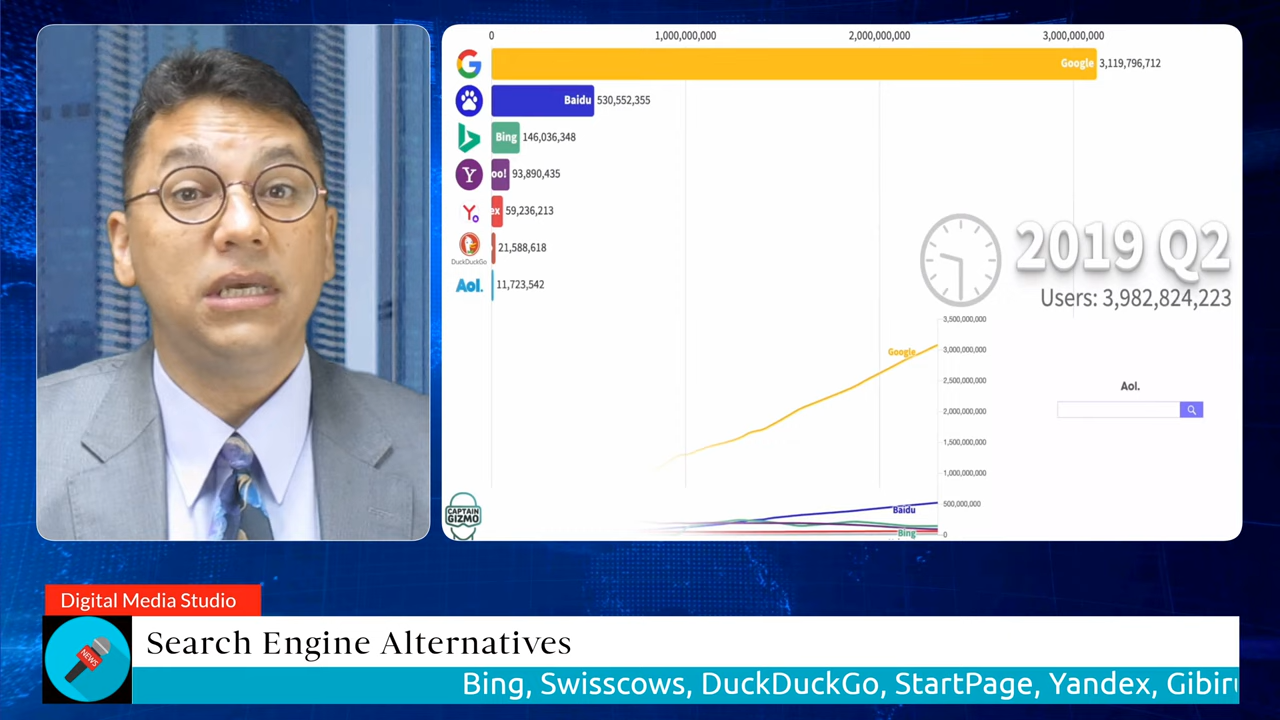 0 1,000,000,000 2,000,000,000 3,000,000,000
Google 3,119,796,712
Baidu 530,552,355
Bing 146,036,348
oo! 93,890,435
ex 59,236,213
DuckDuckGo 21,588,618
Aol. 11,723,542
2019 Q2
Users: 3,982,824,223
3,500,000,000
Google 3,000,000,000
2,500,000,000
2,000,000,000
1,500,000,000
1,000,000,000
500,000,000
Baidu
Bing 0
Aol.
CAPTAIN
GIZMO
Digital Media Studio
NEWS
Search Engine Alternatives
Bing, Swisscows, DuckDuckGo, StartPage, Yandex, Gibiru